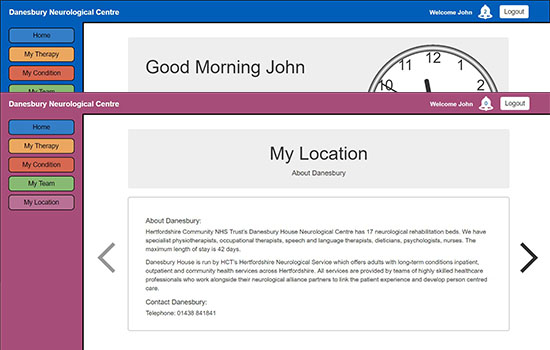 Danesbury Neurological Centre
Welcome John 2 Logout
Home
My Therapy
My Condition
My Team
Good Morning John
10 11 12 1 2
Danesbury Neurological Centre
Welcome John 0 Logout
Home
My Therapy
My Condition
My Team
My Location
My Location
About Danesbury
About Danesbury:
Hertfordshire Community NHS Trust's Danesbury House Neurological Centre has 17 neurological rehabilitation beds. We have
specialist physiotherapists, occupational therapists, speech and language therapists, dieticians, psychologists, nurses. The
maximum length of stay is 42 days.
Danesbury House is run by HCT's Hertfordshire Neurological Service which offers adults with long-term conditions inpatient,
outpatient and community health services across Hertfordshire. All services are provided by teams of highly skilled healthcare
professionals who work alongside their neurological alliance partners to link the patient experience and develop person centred
care.
Contact Danesbury:
Telephone: 01438 841841